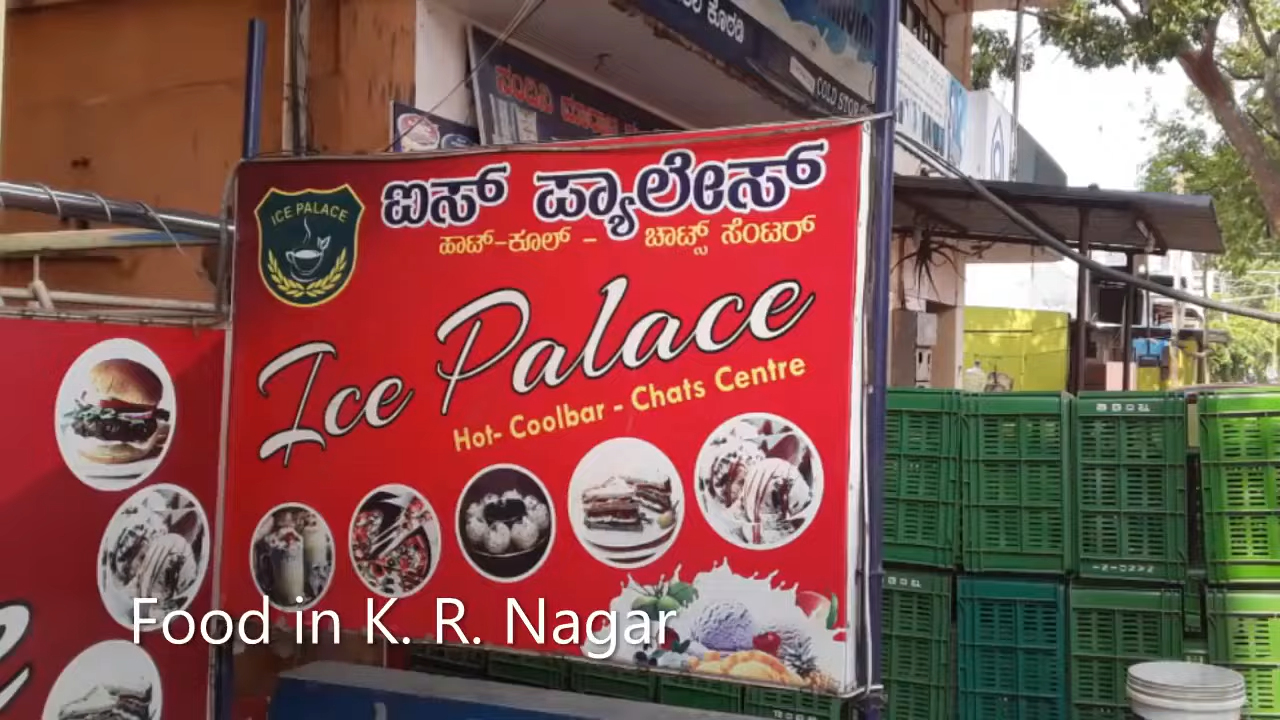 COLD STOR
ನಂದಿನಿ
ಐಸ್ ಪ್ಯಾಲೇಸ್
ಹಾಟ್-ಕೂಲ್ - ಚಾಟ್ಸ್ ಸೆಂಟರ್
ICE PALACE
Ice Palace
Hot- Coolbar - Chats Centre
Food in K. R. Nagar